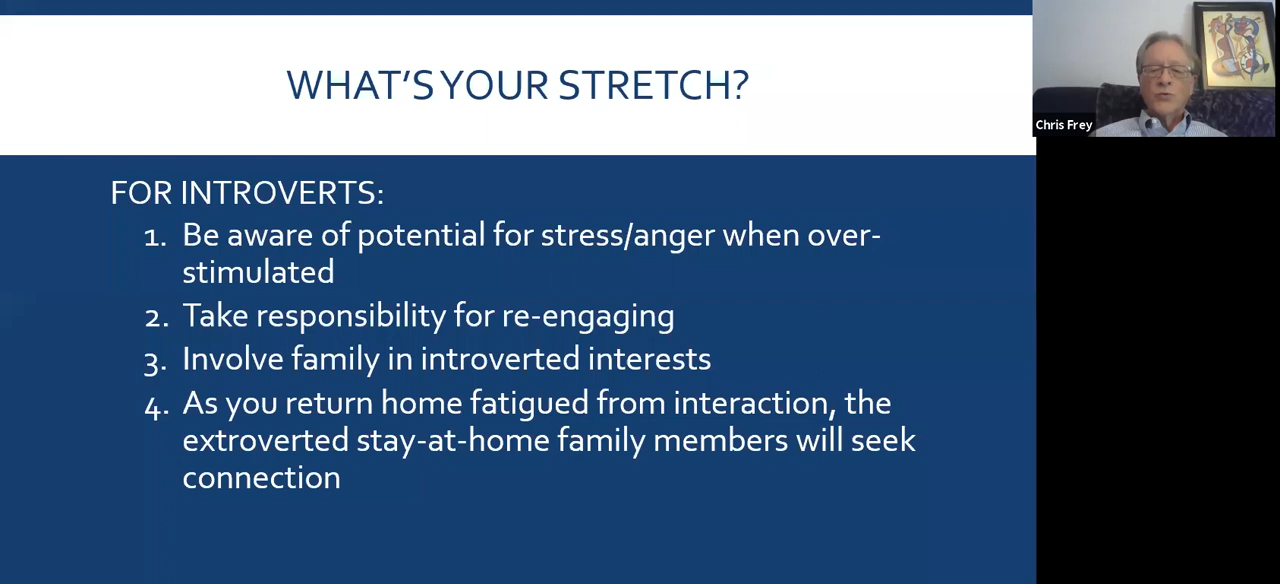 WHAT'S YOUR STRETCH?
Chris Frey
FOR INTROVERTS:
1. Be aware of potential for stress/anger when over-
stimulated
2. Take responsibility for re-engaging
3. Involve family in introverted interests
4. As you return home fatigued from interaction, the
extroverted stay-at-home family members will seek
connection